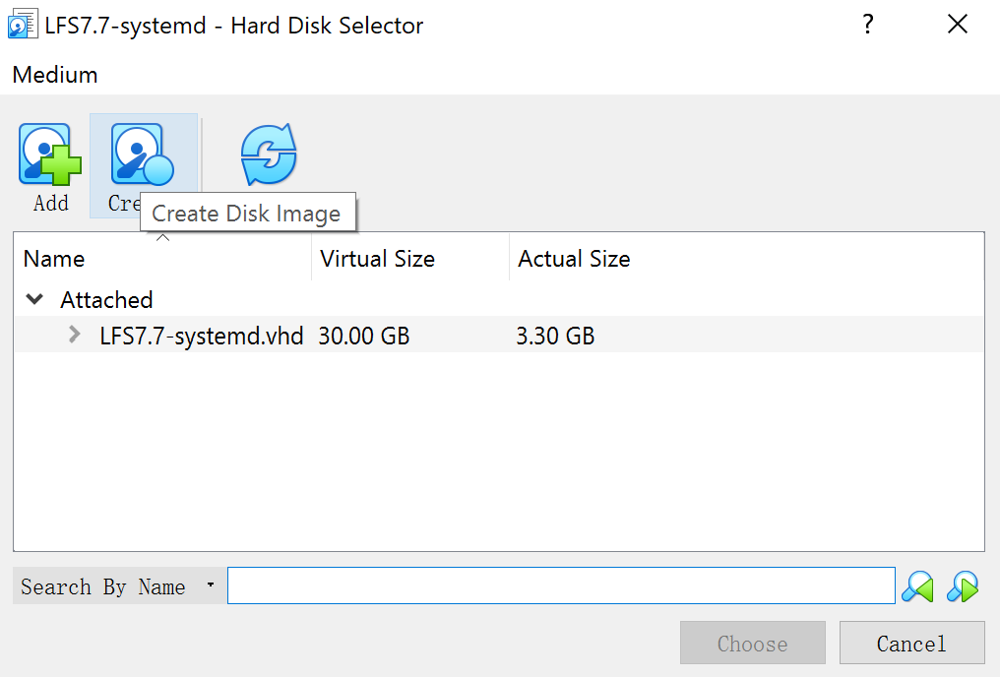 LFS7.7-systemd - Hard Disk Selector ?
Medium
Add
Create Disk Image
Name Virtual Size Actual Size
Attached
LFS7.7-systemd.vhd 30.00 GB 3.30 GB
Search By Name
Choose Cancel